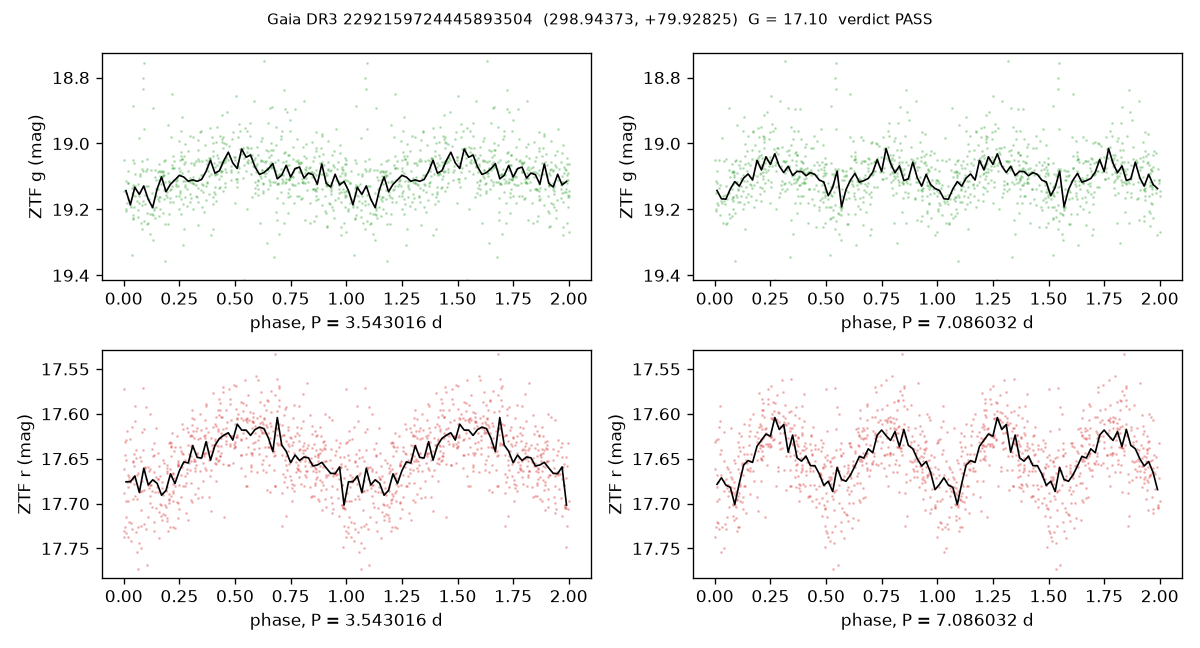 Gaia DR3 2292159724445893504  (298.94373, +79.92825)  G = 17.10  verdict PASS
ZTF g (mag)
18.8
19.0
19.2
19.4
0.00 0.25 0.50 0.75 1.00 1.25 1.50 1.75 2.00
phase, P = 3.543016 d
ZTF g (mag)
18.8
19.0
19.2
19.4
0.00 0.25 0.50 0.75 1.00 1.25 1.50 1.75 2.00
phase, P = 7.086032 d
ZTF r (mag)
17.55
17.60
17.65
17.70
17.75
0.00 0.25 0.50 0.75 1.00 1.25 1.50 1.75 2.00
phase, P = 3.543016 d
ZTF r (mag)
17.55
17.60
17.65
17.70
17.75
0.00 0.25 0.50 0.75 1.00 1.25 1.50 1.75 2.00
phase, P = 7.086032 d